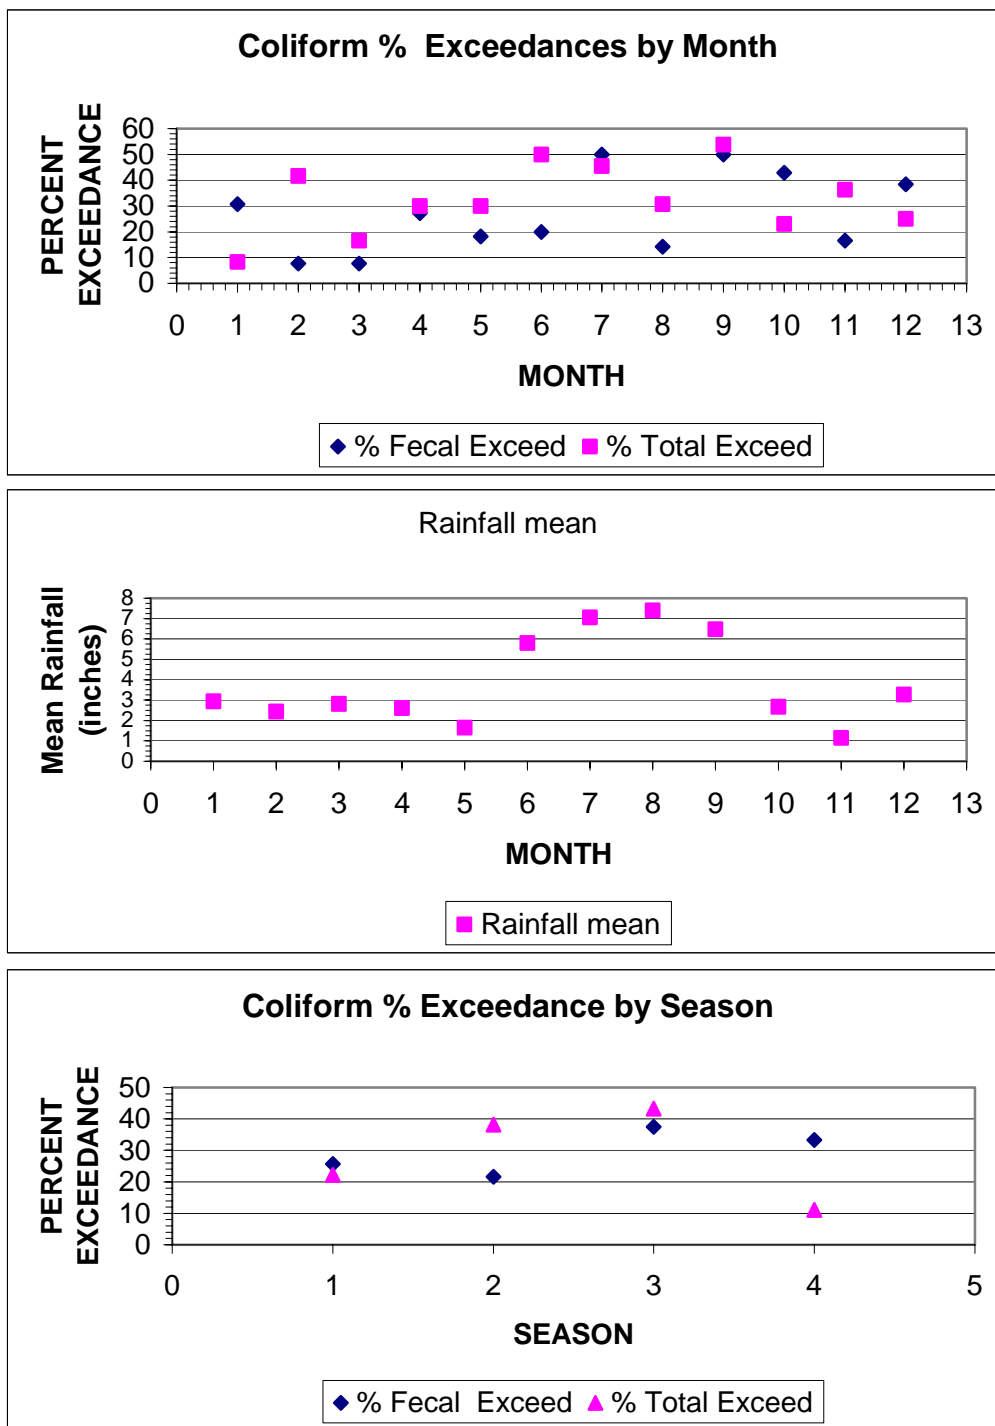 Coliform %  Exceedances by Month
PERCENT
EXCEEDANCE
60
50
40
30
20
10
0
0 1 2 3 4 5 6 7 8 9 10 11 12 13
MONTH
% Fecal Exceed % Total Exceed
Rainfall mean
Mean Rainfall
(inches)
8
7
6
5
4
3
2
1
0
0 1 2 3 4 5 6 7 8 9 10 11 12 13
MONTH
Rainfall mean
Coliform % Exceedance by Season
PERCENT
EXCEEDANCE
50
40
30
20
10
0
0 1 2 3 4 5
SEASON
% Fecal  Exceed % Total Exceed